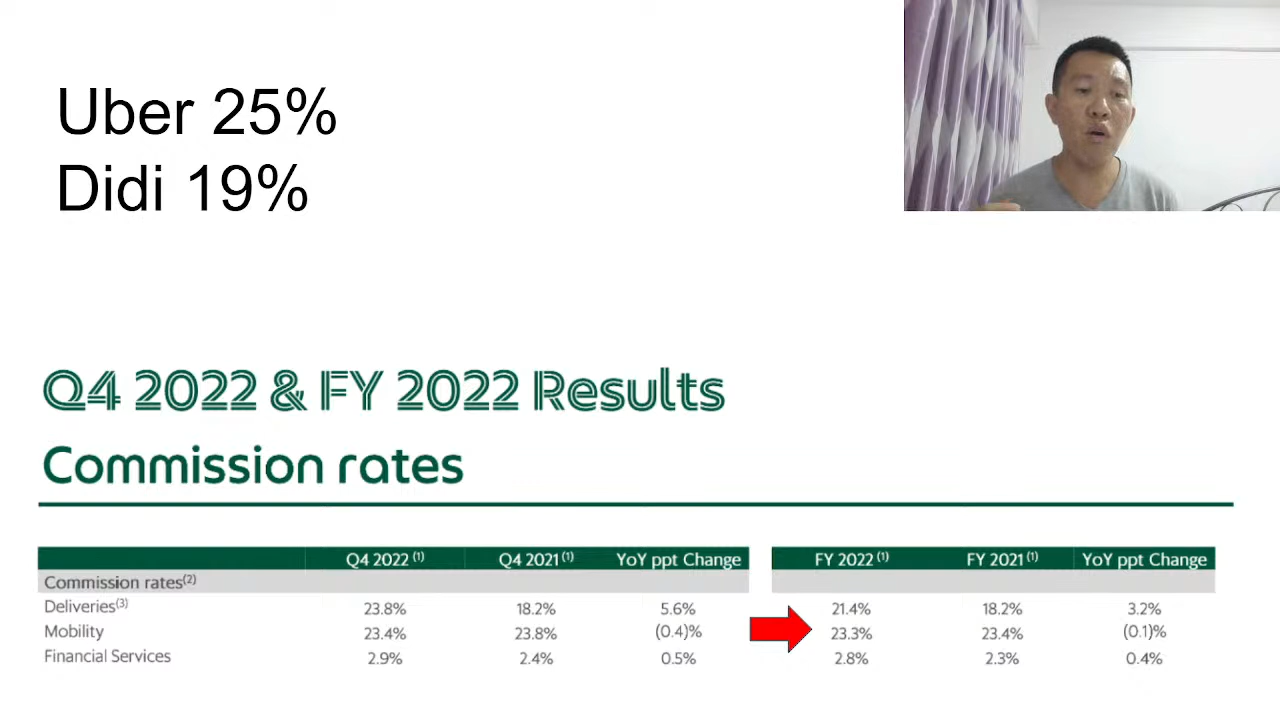 Uber 25%
Didi 19%
Q4 2022 & FY 2022 Results
Commission rates
Q4 2022 (1) Q4 2021(1) YoY ppt Change FY 2022 (1) FY 2021(1) YoY ppt Change
Commission rates(2)
Deliveries(3) 23.8% 18.2% 5.6% 21.4% 18.2% 3.2%
Mobility 23.4% 23.8% (0.4)% 23.3% 23.4% (0.1)%
Financial Services 2.9% 2.4% 0.5% 2.8% 2.3% 0.4%